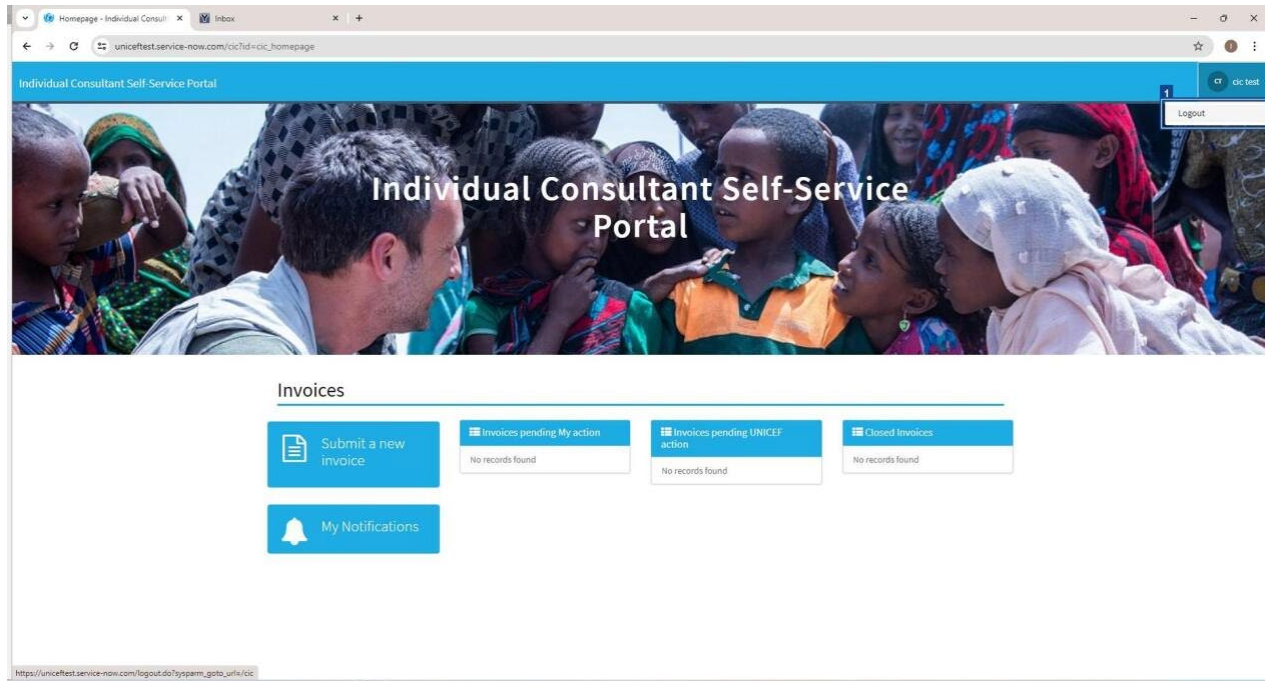 Homepage - Individual Consult
Inbox
uniceftest.service-now.com/cic?id=cic_homepage
Individual Consultant Self-Service Portal
CT cic test
1
Logout
Individual Consultant Self-Service
Portal
Invoices
Submit a new
invoice
Invoices pending My action
No records found
Invoices pending UNICEF
action
No records found
Closed Invoices
No records found
My Notifications
https://uniceftest.service-now.com/logout.do?sysparm_goto_url=/cic